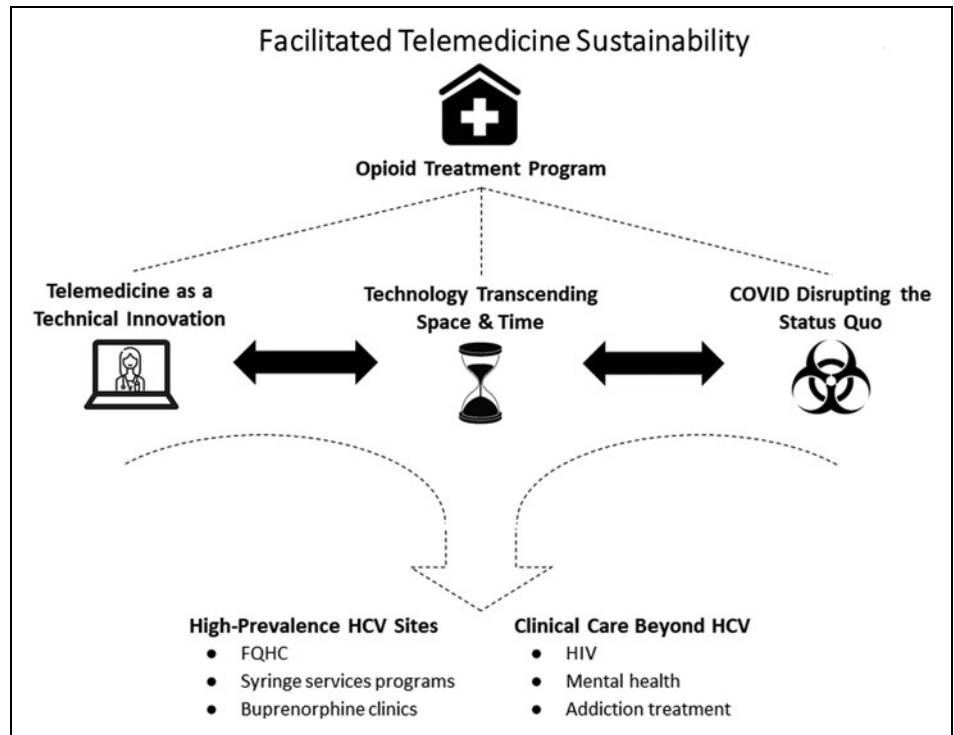 Facilitated Telemedicine Sustainability
Opioid Treatment Program
Telemedicine as a
Technical Innovation
Technology Transcending
Space & Time
COVID Disrupting the
Status Quo
High-Prevalence HCV Sites
● FQHC
● Syringe services programs
● Buprenorphine clinics
Clinical Care Beyond HCV
● HIV
● Mental health
● Addiction treatment